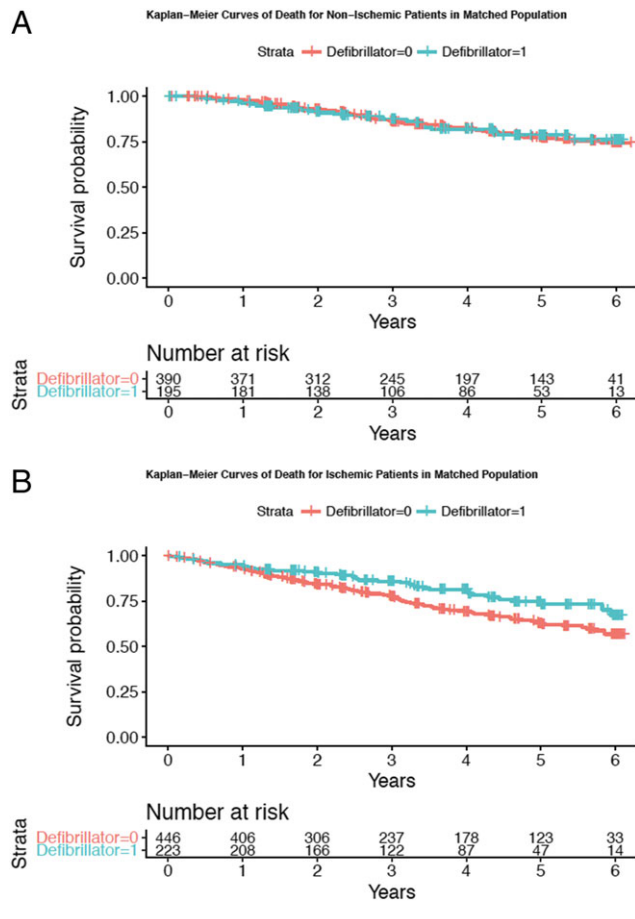 A
Kaplan−Meier Curves of Death for Non−Ischemic Patients in Matched Population
Strata Defibrillator=0 Defibrillator=1
Survival probability
1.00
0.75
0.50
0.25
0.00
0 1 2 3 4 5 6
Years
Number at risk
Strata
Defibrillator=0 390 371 312 245 197 143 41
Defibrillator=1 195 181 138 106 86 53 13
0 1 2 3 4 5 6
Years
B
Kaplan−Meier Curves of Death for Ischemic Patients in Matched Population
Strata Defibrillator=0 Defibrillator=1
Survival probability
1.00
0.75
0.50
0.25
0.00
0 1 2 3 4 5 6
Years
Number at risk
Strata
Defibrillator=0 446 406 306 237 178 123 33
Defibrillator=1 223 208 166 122 87 47 14
0 1 2 3 4 5 6
Years